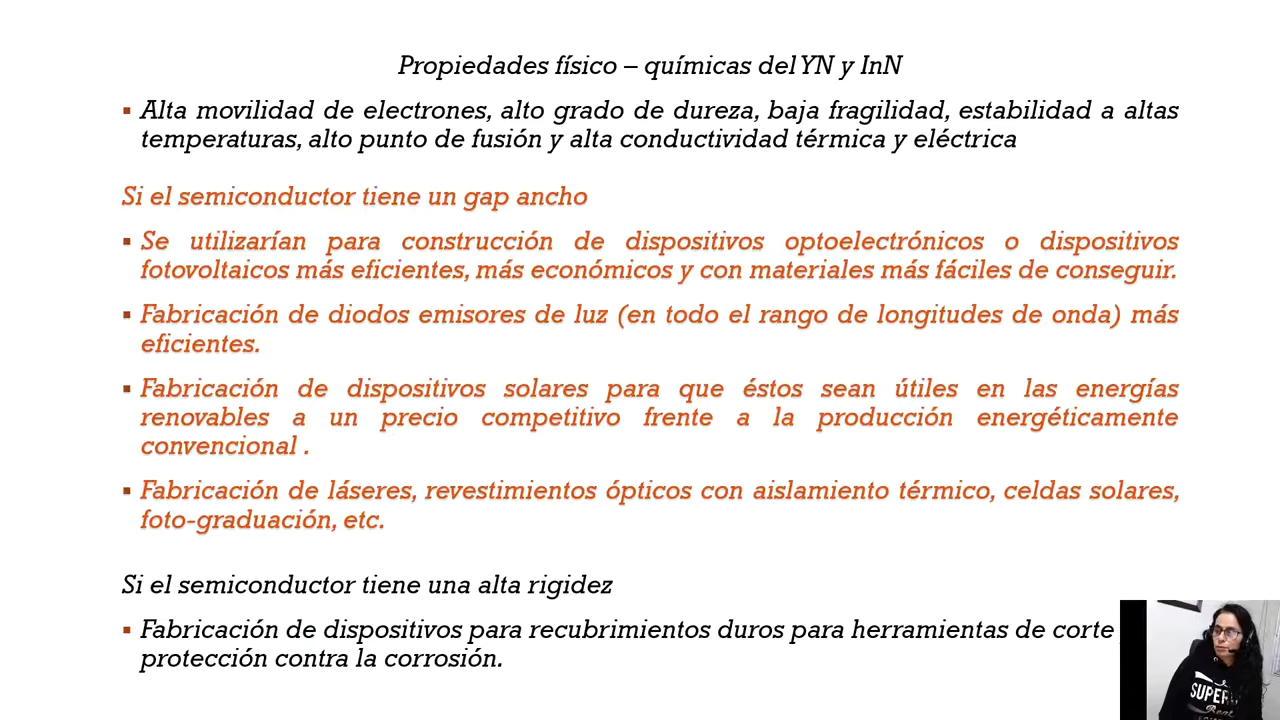 Propiedades físico – químicas del YN y InN
▪ Alta movilidad de electrones, alto grado de dureza, baja fragilidad, estabilidad a altas
temperaturas, alto punto de fusión y alta conductividad térmica y eléctrica
Si el semiconductor tiene un gap ancho
▪ Se utilizarían para construcción de dispositivos optoelectrónicos o dispositivos
fotovoltaicos más eficientes, más económicos y con materiales más fáciles de conseguir.
▪ Fabricación de diodos emisores de luz (en todo el rango de longitudes de onda) más
eficientes.
▪ Fabricación de dispositivos solares para que éstos sean útiles en las energías
renovables a un precio competitivo frente a la producción energéticamente
convencional .
▪ Fabricación de láseres, revestimientos ópticos con aislamiento térmico, celdas solares,
foto-graduación, etc.
Si el semiconductor tiene una alta rigidez
▪ Fabricación de dispositivos para recubrimientos duros para herramientas de corte
protección contra la corrosión.